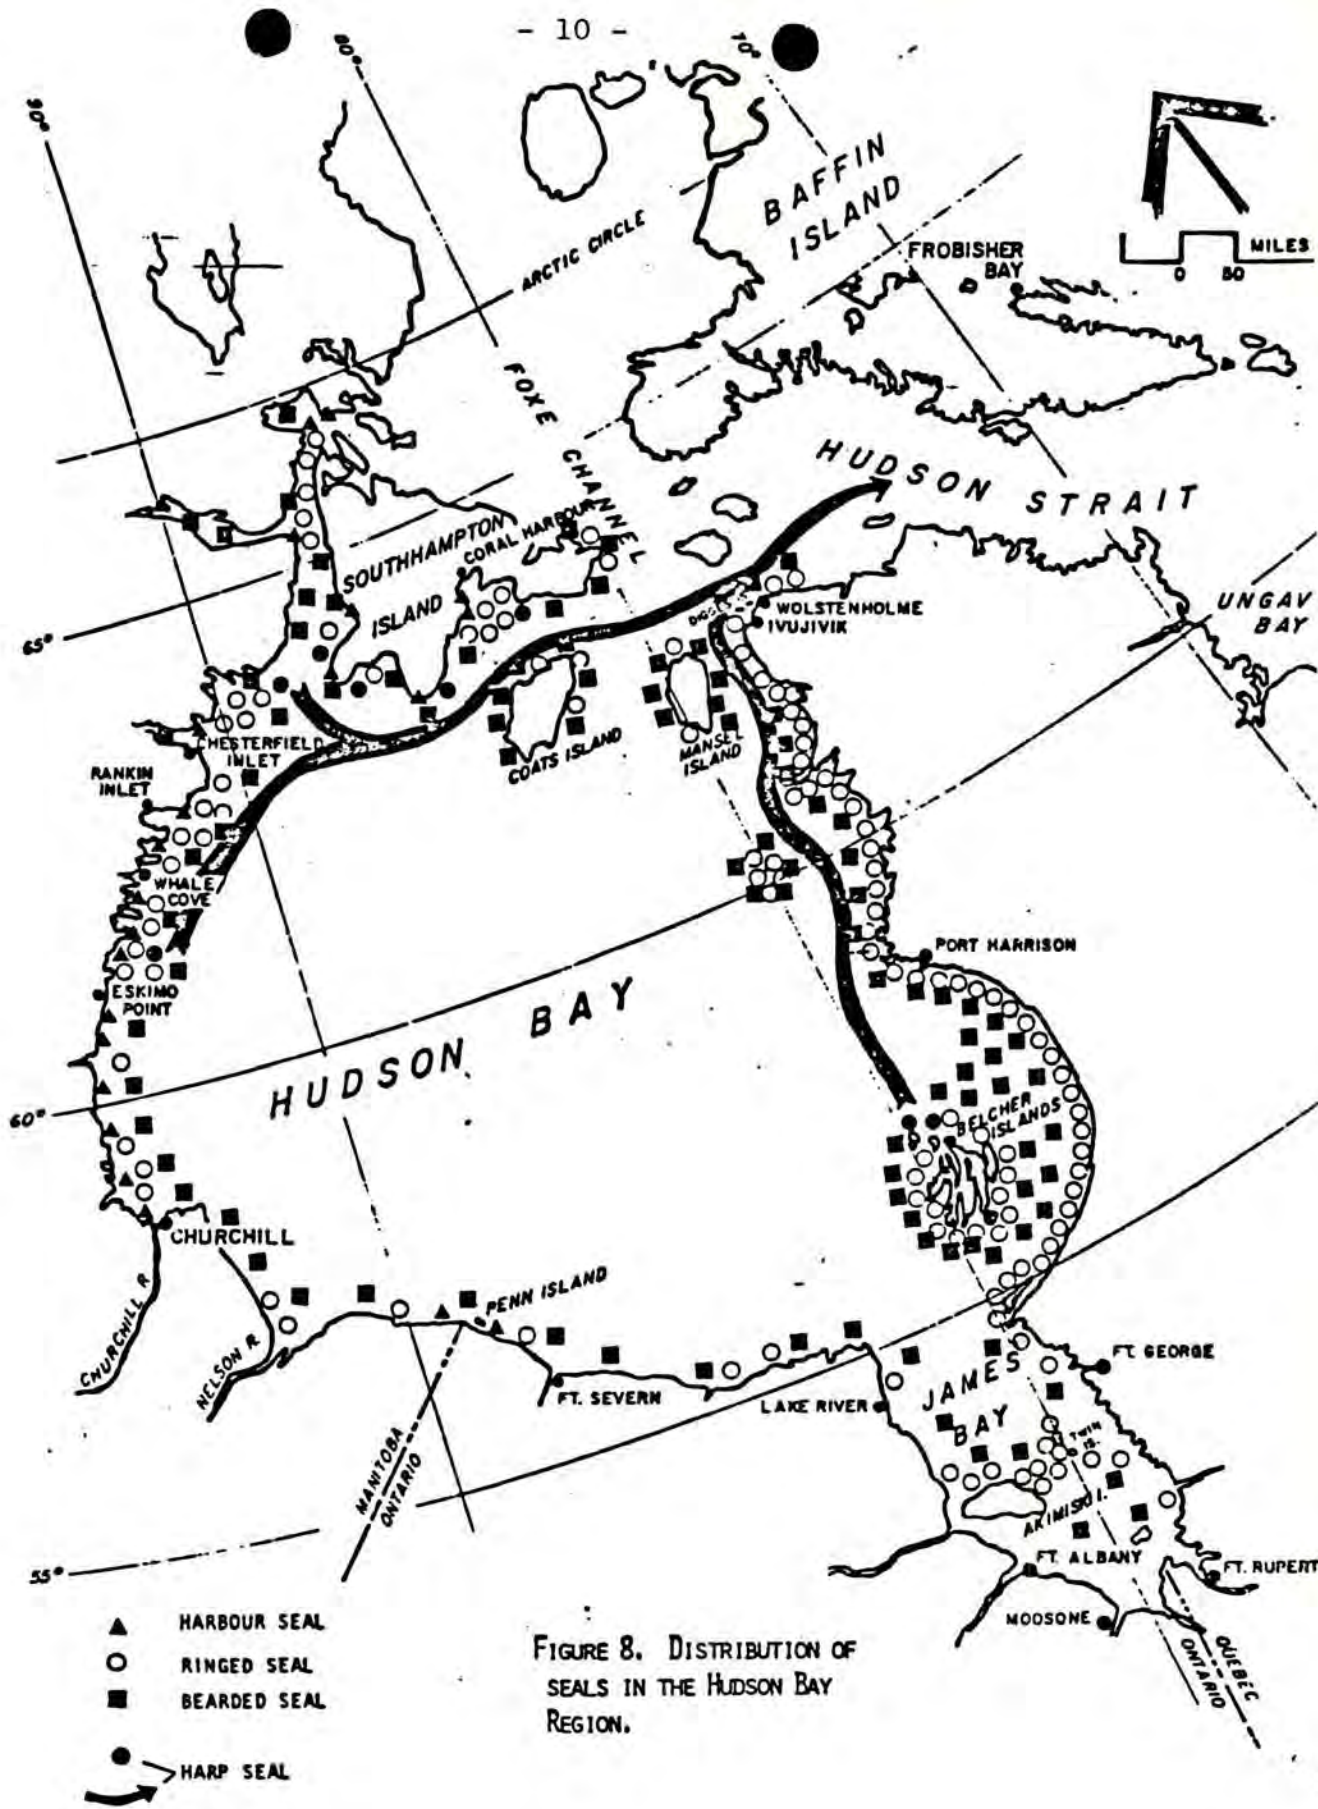 - 10 -
90°
80°
70°
BAFFIN
ISLAND
MILES
0 50
FROBISHER
BAY
ARCTIC CIRCLE
FOXE CHANNEL
HUDSON STRAIT
UNGAV
BAY
SOUTHHAMPTON
ISLAND
CORAL HARBOUR
65°
WOLSTENHOLME
IVUJIVIK
CHESTERFIELD
INLET
RANKIN
INLET
COATS ISLAND
MANSEL
ISLAND
WHALE
COVE
ESKIMO
POINT
PORT HARRISON
HUDSON BAY
60°
BELCHER
ISLANDS
CHURCHILL
CHURCHILL R
NELSON R
PENN ISLAND
FT. SEVERN
LAKE RIVER
JAMES
BAY
FT. GEORGE
TWIN
IS.
MANITOBA
ONTARIO
AKIMISKI I.
FT. ALBANY
FT. RUPERT
MOOSONE
QUEBEC
ONTARIO
55°
HARBOUR SEAL
RINGED SEAL
BEARDED SEAL
HARP SEAL
FIGURE 8. DISTRIBUTION OF
SEALS IN THE HUDSON BAY
REGION.